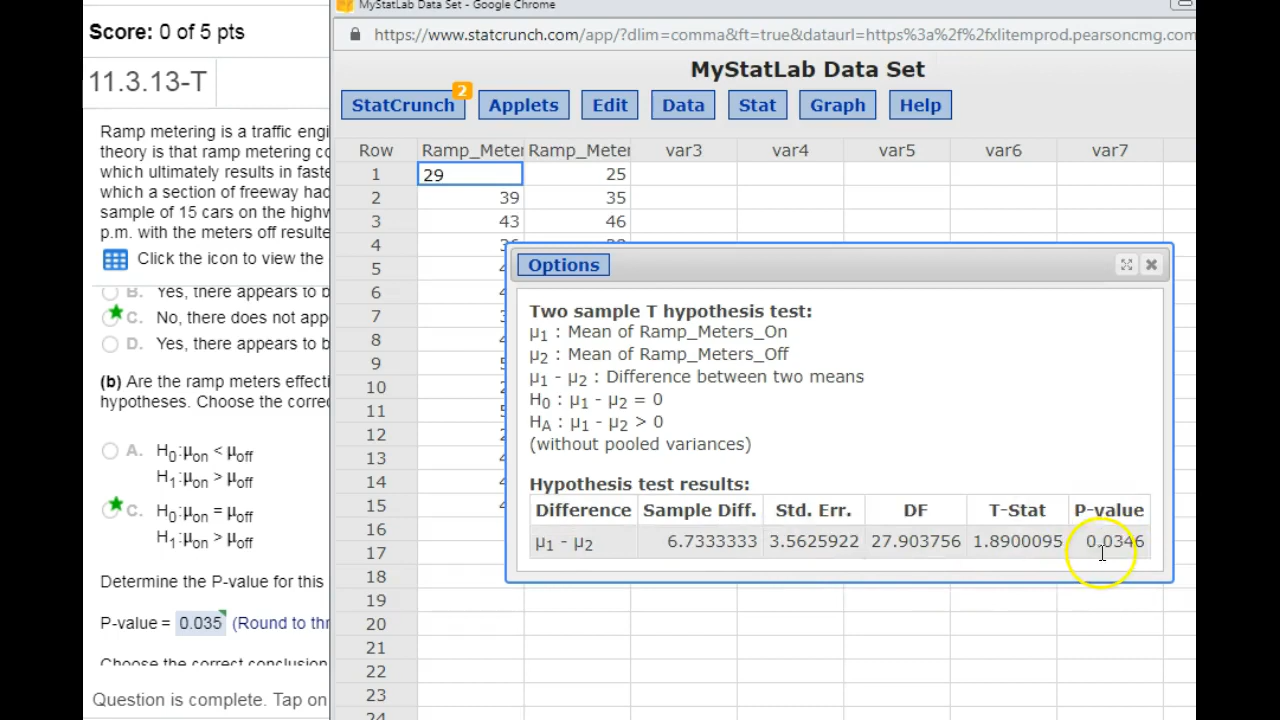 Score: 0 of 5 pts
11.3.13-T
Ramp metering is a traffic engi
theory is that ramp metering co
which ultimately results in faste
which a section of freeway had
sample of 15 cars on the highw
p.m. with the meters off resulte
Click the icon to view the
B. Yes, there appears to b
C. No, there does not app
D. Yes, there appears to b
(b) Are the ramp meters effecti
hypotheses. Choose the correc
A. H0:μon < μoff
H1:μon > μoff
C. H0:μon = μoff
H1:μon > μoff
Determine the P-value for this
P-value = 0.035 (Round to thr
Choose the correct conclusion
Question is complete. Tap on
MyStatLab Data Set - Google Chrome
https://www.statcrunch.com/app/?dlim=comma&ft=true&dataurl=https%3a%2f%2fxlitemprod.pearsoncmg.com
MyStatLab Data Set
StatCrunch 2 Applets Edit Data Stat Graph Help
Row Ramp_Meter Ramp_Meter var3 var4 var5 var6 var7
1 29 25
2 39 35
3 43 46
4
5
6
7
8
9
10
11
12
13
14
15
16
17
18
19
20
21
22
23
24
Options
Two sample T hypothesis test:
μ1 : Mean of Ramp_Meters_On
μ2 : Mean of Ramp_Meters_Off
μ1 - μ2 : Difference between two means
H0 : μ1 - μ2 = 0
HA : μ1 - μ2 > 0
(without pooled variances)
Hypothesis test results:
Difference Sample Diff. Std. Err. DF T-Stat P-value
μ1 - μ2 6.7333333 3.5625922 27.903756 1.8900095 0.0346